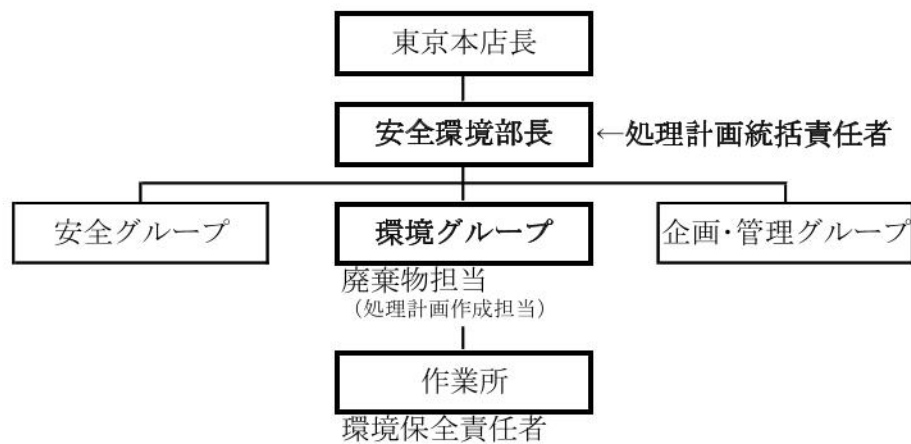 東京本店長
安全環境部長 ←処理計画統括責任者
安全グループ
環境グループ
企画・管理グループ
廃棄物担当
（処理計画作成担当）
作業所
環境保全責任者